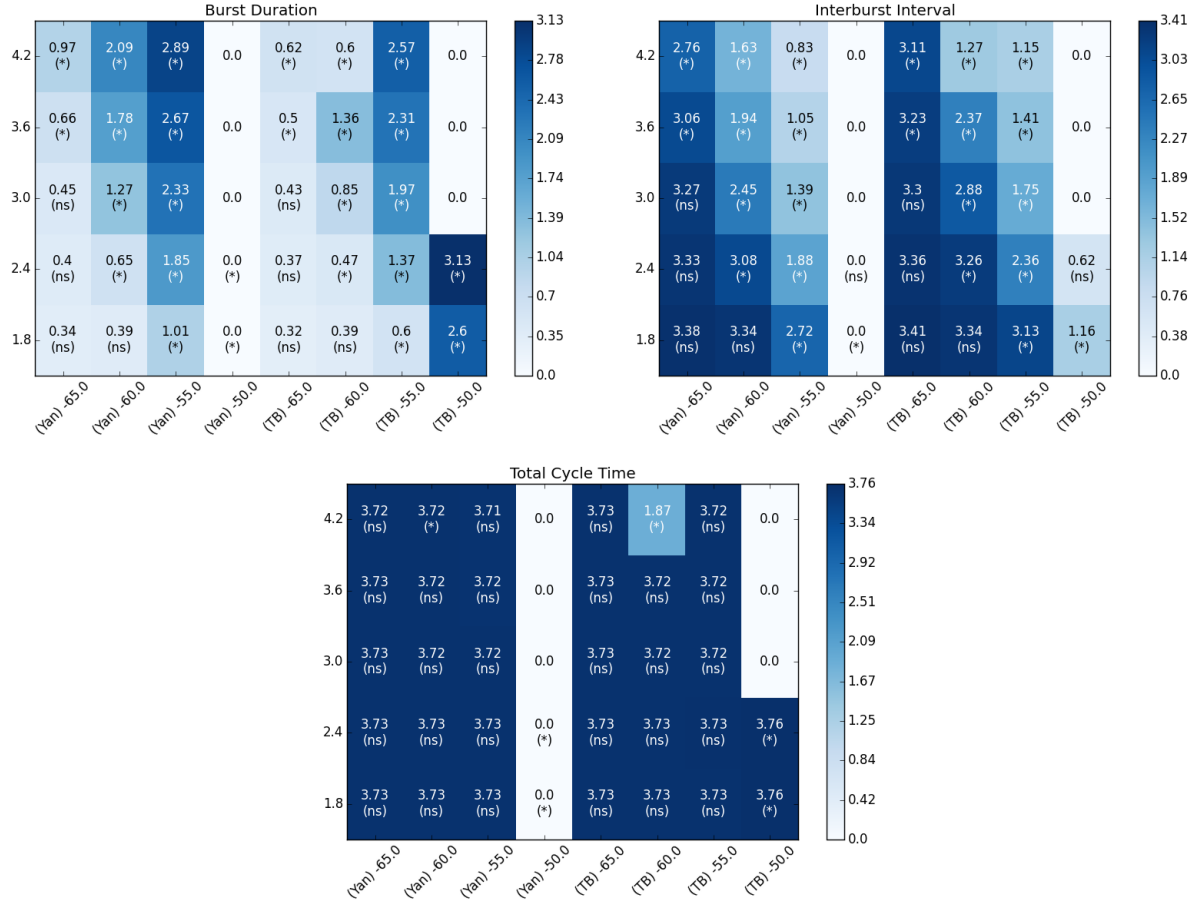 Burst Duration
4.2 0.97 2.09 2.89 0.0 0.62 0.6 2.57 0.0
(*) (*) (*) (*) (*) (*)
3.6 0.66 1.78 2.67 0.0 0.5 1.36 2.31 0.0
(*) (*) (*) (*) (*) (*)
3.0 0.45 1.27 2.33 0.0 0.43 0.85 1.97 0.0
(ns) (*) (*) (ns) (*) (*)
2.4 0.4 0.65 1.85 0.0 0.37 0.47 1.37 3.13
(ns) (*) (*) (*) (ns) (*) (*) (*)
1.8 0.34 0.39 1.01 0.0 0.32 0.39 0.6 2.6
(ns) (ns) (*) (*) (ns) (ns) (*) (*)
(Yan) -65.0 (Yan) -60.0 (Yan) -55.0 (Yan) -50.0 (TB) -65.0 (TB) -60.0 (TB) -55.0 (TB) -50.0
3.13
2.78
2.43
2.09
1.74
1.39
1.04
0.7
0.35
0.0
Interburst Interval
4.2 2.76 1.63 0.83 0.0 3.11 1.27 1.15 0.0
(*) (*) (*) (*) (*) (*)
3.6 3.06 1.94 1.05 0.0 3.23 2.37 1.41 0.0
(*) (*) (*) (*) (*) (*)
3.0 3.27 2.45 1.39 0.0 3.3 2.88 1.75 0.0
(ns) (*) (*) (ns) (*) (*)
2.4 3.33 3.08 1.88 0.0 3.36 3.26 2.36 0.62
(ns) (*) (*) (ns) (ns) (*) (*) (ns)
1.8 3.38 3.34 2.72 0.0 3.41 3.34 3.13 1.16
(ns) (ns) (*) (*) (ns) (ns) (*) (*)
(Yan) -65.0 (Yan) -60.0 (Yan) -55.0 (Yan) -50.0 (TB) -65.0 (TB) -60.0 (TB) -55.0 (TB) -50.0
3.41
3.03
2.65
2.27
1.89
1.52
1.14
0.76
0.38
0.0
Total Cycle Time
4.2 3.72 3.72 3.71 0.0 3.73 1.87 3.72 0.0
(ns) (*) (ns) (ns) (*) (ns)
3.6 3.73 3.72 3.72 0.0 3.73 3.72 3.72 0.0
(ns) (ns) (ns) (ns) (ns) (ns)
3.0 3.73 3.72 3.72 0.0 3.73 3.72 3.72 0.0
(ns) (ns) (ns) (ns) (ns) (ns)
2.4 3.73 3.73 3.73 0.0 3.73 3.73 3.73 3.76
(ns) (ns) (ns) (*) (ns) (ns) (ns) (*)
1.8 3.73 3.73 3.73 0.0 3.73 3.73 3.73 3.76
(ns) (ns) (ns) (*) (ns) (ns) (ns) (*)
(Yan) -65.0 (Yan) -60.0 (Yan) -55.0 (Yan) -50.0 (TB) -65.0 (TB) -60.0 (TB) -55.0 (TB) -50.0
3.76
3.34
2.92
2.51
2.09
1.67
1.25
0.84
0.42
0.0